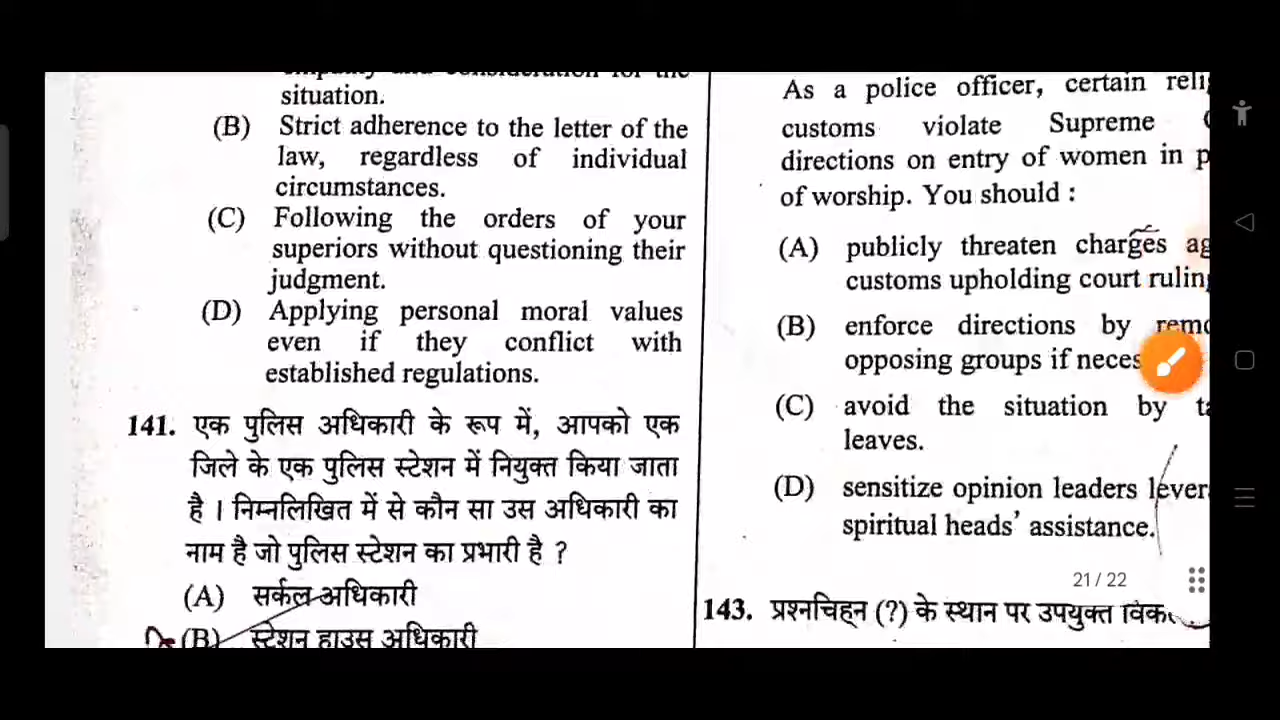 situation.
(B) Strict adherence to the letter of the
law, regardless of individual
circumstances.
(C) Following the orders of your
superiors without questioning their
judgment.
(D) Applying personal moral values
even if they conflict with
established regulations.
141. एक पुलिस अधिकारी के रूप में, आपको एक
जिले के एक पुलिस स्टेशन में नियुक्त किया जाता
है । निम्नलिखित में से कौन सा उस अधिकारी का
नाम है जो पुलिस स्टेशन का प्रभारी है ?
(A) सर्कल अधिकारी
(B) स्टेशन हाउस अधिकारी
As a police officer, certain
customs violate Supreme
directions on entry of women in
of worship. You should :
(A) publicly threaten charges
customs upholding court
(B) enforce directions by
opposing groups if
(C) avoid the situation by
leaves.
(D) sensitize opinion leaders
spiritual heads' assistance.
21 / 22
143. प्रश्नचिह्न (?) के स्थान पर उपयुक्त